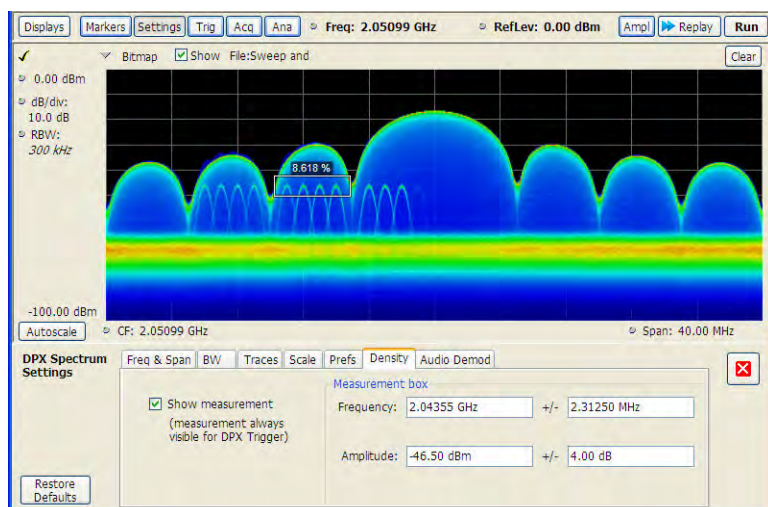 Displays Markers Settings Trig Acq Ana Freq: 2.05099 GHz RefLev: 0.00 dBm Ampl Replay Run
Bitmap Show File:Sweep and Clear
0.00 dBm
dB/div:
10.0 dB
RBW:
300 kHz
8.618 %
-100.00 dBm
Autoscale CF: 2.05099 GHz Span: 40.00 MHz
DPX Spectrum
Settings
Freq & Span BW Traces Scale Prefs Density Audio Demod
Measurement box
Show measurement
(measurement always
visible for DPX Trigger)
Frequency: 2.04355 GHz +/- 2.31250 MHz
Amplitude: -46.50 dBm +/- 4.00 dB
Restore
Defaults